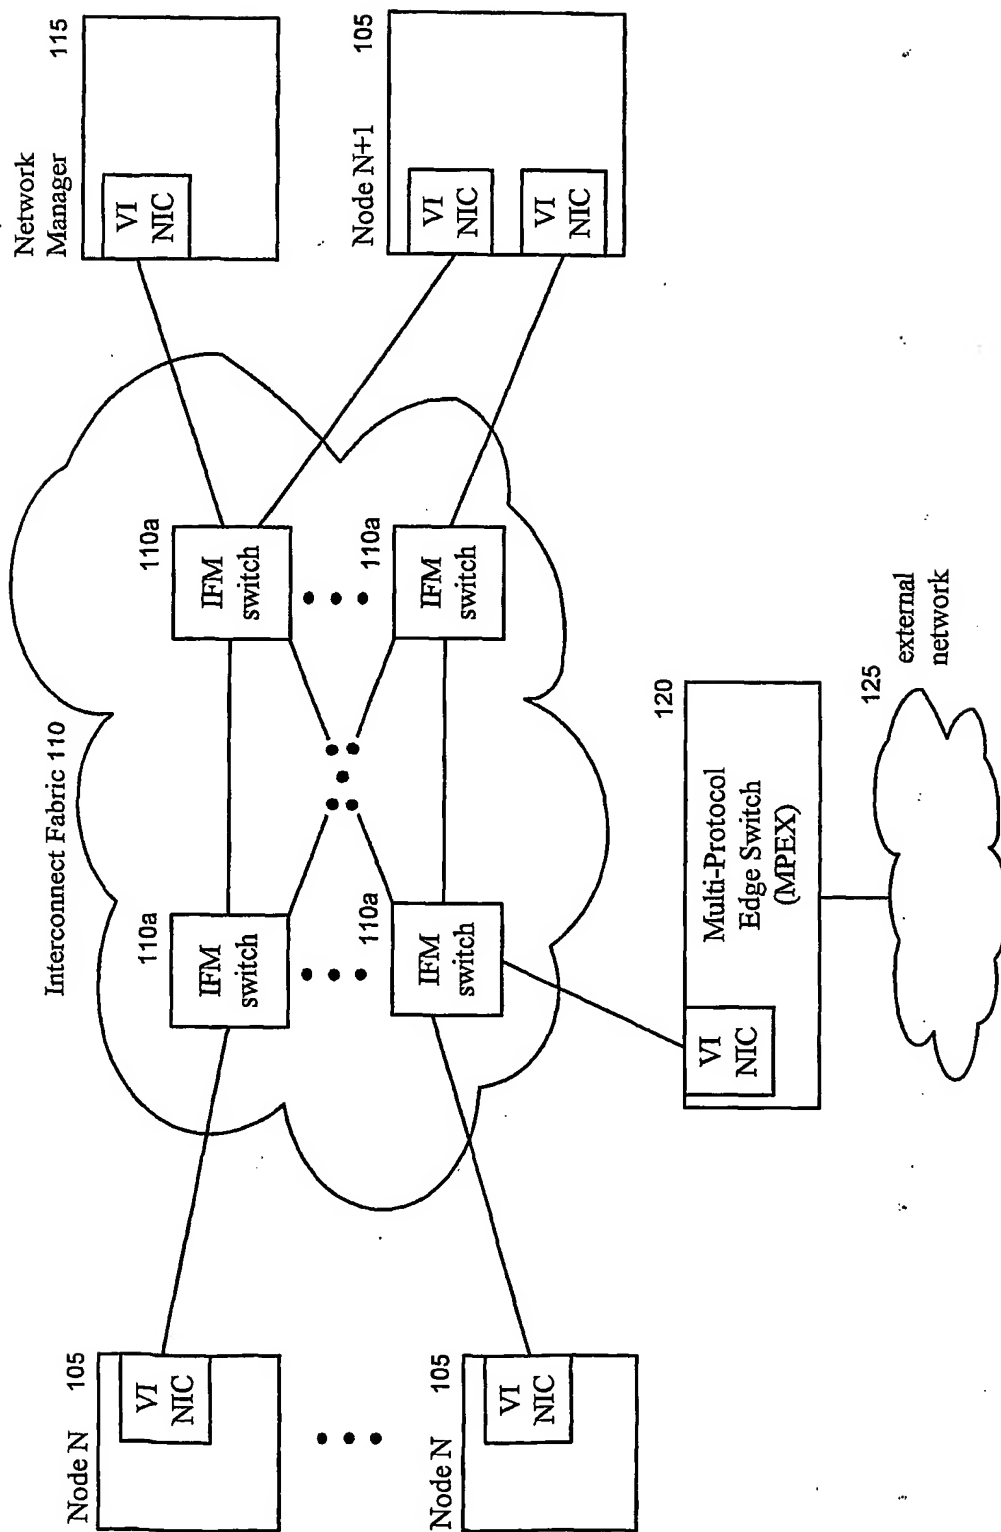 Network
Manager
115
VI
NIC
Node N+1
105
VI
NIC
VI
NIC
Interconnect Fabric 110
110a
IFM
switch
110a
IFM
switch
110a
IFM
switch
110a
IFM
switch
Node N
105
VI
NIC
Node N
105
VI
NIC
120
Multi-Protocol
Edge Switch
(MPEX)
VI
NIC
125
external
network